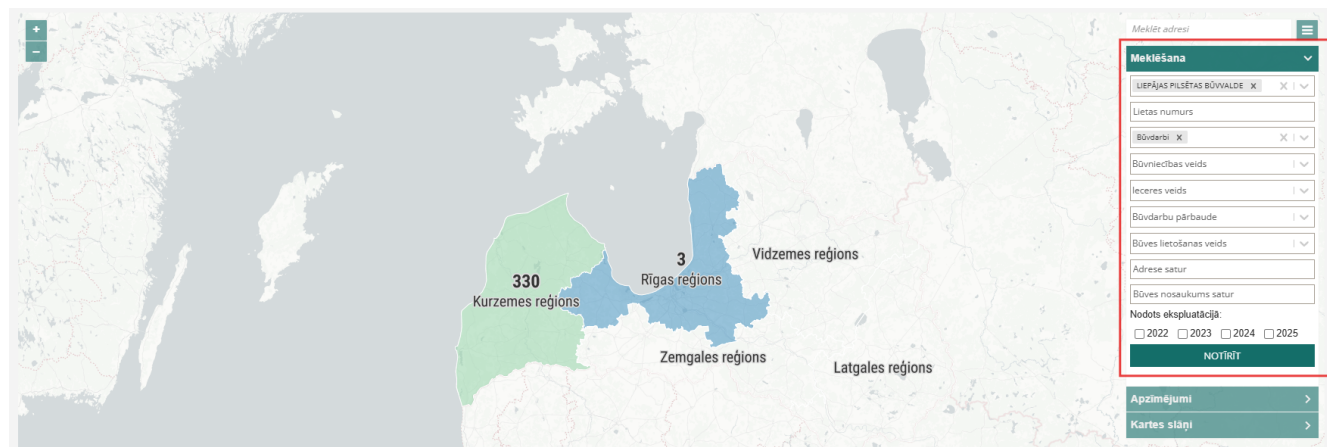 +
−
330
Kurzemes reģions
3
Rīgas reģions
Vidzemes reģions
Zemgales reģions
Latgales reģions
Meklēt adresi
Meklēšana
LIEPĀJAS PILSĒTAS BŪVVALDE X
Lietas numurs
Būvdarbi X
Būvniecības veids
Ieceres veids
Būvdarbu pārbaude
Būves lietošanas veids
Adrese satur
Būves nosaukums satur
Nodots ekspluatācijā:
2022 2023 2024 2025
NOTĪRĪT
Apzīmējumi
Kartes slāņi